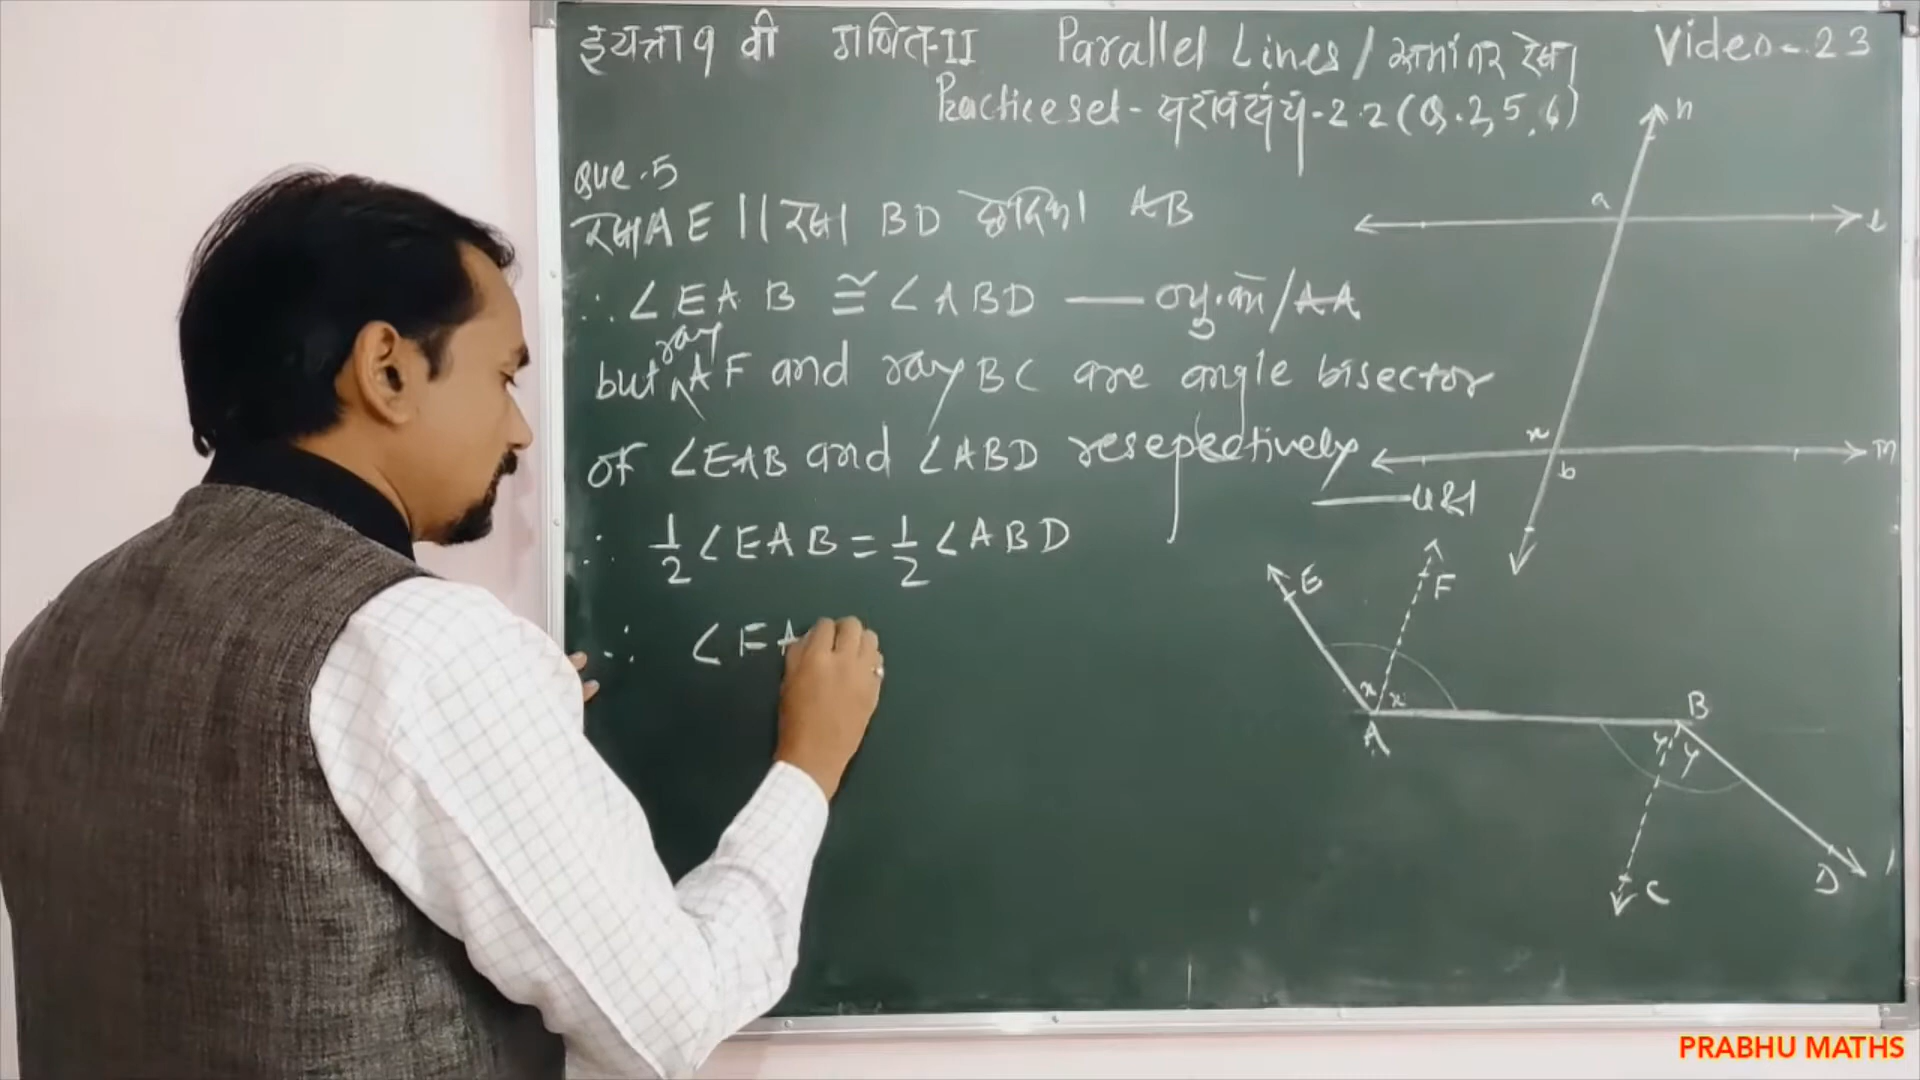 इयत्ता 9 वी गणित-II Parallel Lines / समांतर रेषा Video-23
Practice set - सरावसंच - 2.2 (Q. 2, 5, 6)
Que.5
रेषा AE || रेषा BD छेदिका AB
∴ ∠EAB ≅ ∠ABD — व्यु.को/AA
ray
but ^ AF and ray BC are angle bisector
of ∠EAB and ∠ABD resepectively
— पक्ष
∴ 1/2 ∠EAB = 1/2 ∠ABD
∴ ∠FA
n
a
l
x
m
b
E
F
x x
A
B
y y
C
D
PRABHU MATHS